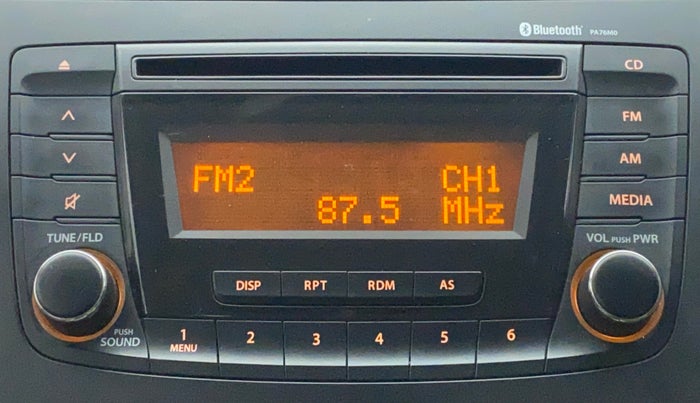 Bluetooth PA76M0
CD
FM
AM
MEDIA
FM2 CH1
87.5 MHz
TUNE/FLD
VOL PUSH PWR
DISP RPT RDM AS
PUSH
SOUND
1 2 3 4 5 6
MENU